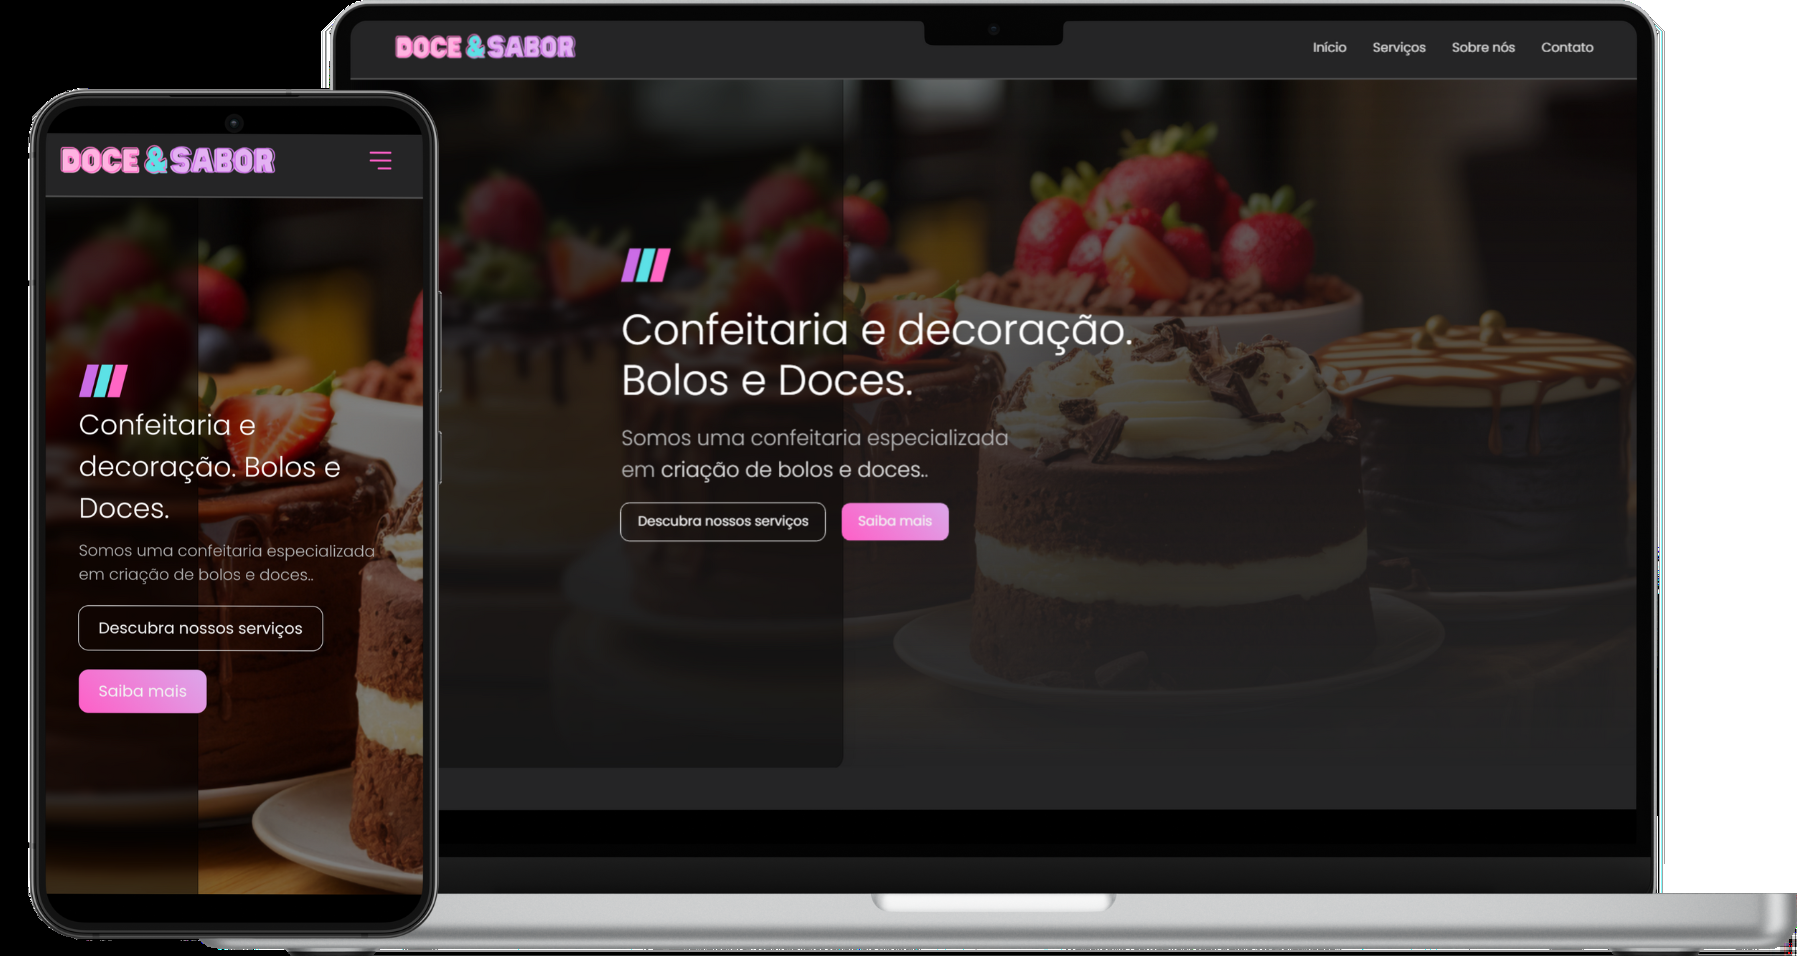 DOCE & SABOR
Início Serviços Sobre nós Contato
Confeitaria e decoração.
Bolos e Doces.
Somos uma confeitaria especializada
em criação de bolos e doces..
Descubra nossos serviços Saiba mais
DOCE & SABOR
Confeitaria e
decoração. Bolos e
Doces.
Somos uma confeitaria especializada
em criação de bolos e doces..
Descubra nossos serviços
Saiba mais